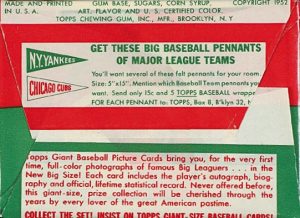 MADE AND PRINTED GUM BASE, SUGARS, CORN SYRUP, COPYRIGHT 1952
IN U.S.A. ART. FLAVOR AND U. S. CERTIFIED COLOR.
TOPPS CHEWING GUM, INC., MFR., BROOKLYN, N. Y.
N.Y. YANKEES
CHICAGO CUBS
GET THESE BIG BASEBALL PENNANTS
OF MAJOR LEAGUE TEAMS
You'll want several of these felt pennants for your room.
Size: 5"x15". Mention which Baseball Team pennants you
want. Send only 15c and 5 TOPPS BASEBALL
FOR EACH PENNANT to: TOPPS, Box B, B'klyn 32,
Topps Giant Baseball Picture Cards bring you, for the very first
time, full-color photographs of famous Big Leaguers . . . in the
New Big Size! Each card includes the player's autograph, biog-
raphy and official, lifetime statistical record. Never offered before,
this giant-size, prize collection will be cherished through the
years by every lover of the great American pastime.
COLLECT THE SET! INSIST ON TOPPS GIANT-SIZE BASEBALL CARDS!